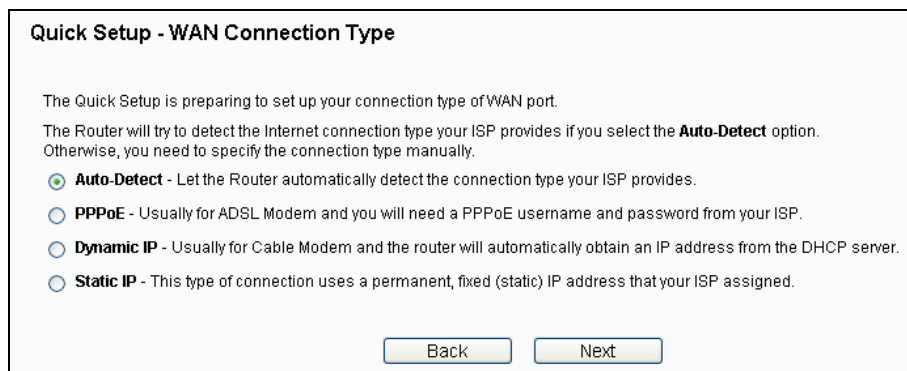 Quick Setup - WAN Connection Type
The Quick Setup is preparing to set up your connection type of WAN port.
The Router will try to detect the Internet connection type your ISP provides if you select the Auto-Detect option.
Otherwise, you need to specify the connection type manually.
Auto-Detect - Let the Router automatically detect the connection type your ISP provides.
PPPoE - Usually for ADSL Modem and you will need a PPPoE username and password from your ISP.
Dynamic IP - Usually for Cable Modem and the router will automatically obtain an IP address from the DHCP server.
Static IP - This type of connection uses a permanent, fixed (static) IP address that your ISP assigned.
Back Next